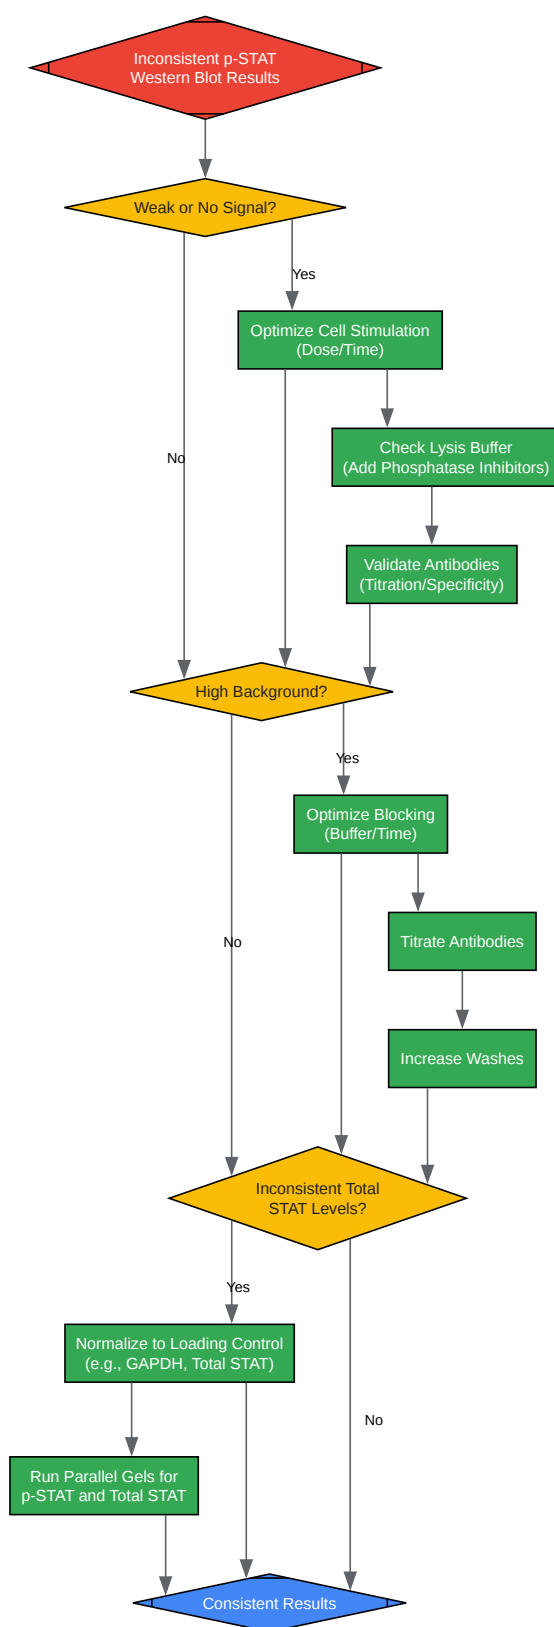 Inconsistent p-STAT
Western Blot Results
Weak or No Signal?
Yes
Optimize Cell Stimulation
(Dose/Time)
No
Check Lysis Buffer
(Add Phosphatase Inhibitors)
Validate Antibodies
(Titration/Specificity)
High Background?
Yes
Optimize Blocking
(Buffer/Time)
No
Titrate Antibodies
Increase Washes
Inconsistent Total
STAT Levels?
Yes
Normalize to Loading Control
(e.g., GAPDH, Total STAT)
No
Run Parallel Gels for
p-STAT and Total STAT
Consistent Results